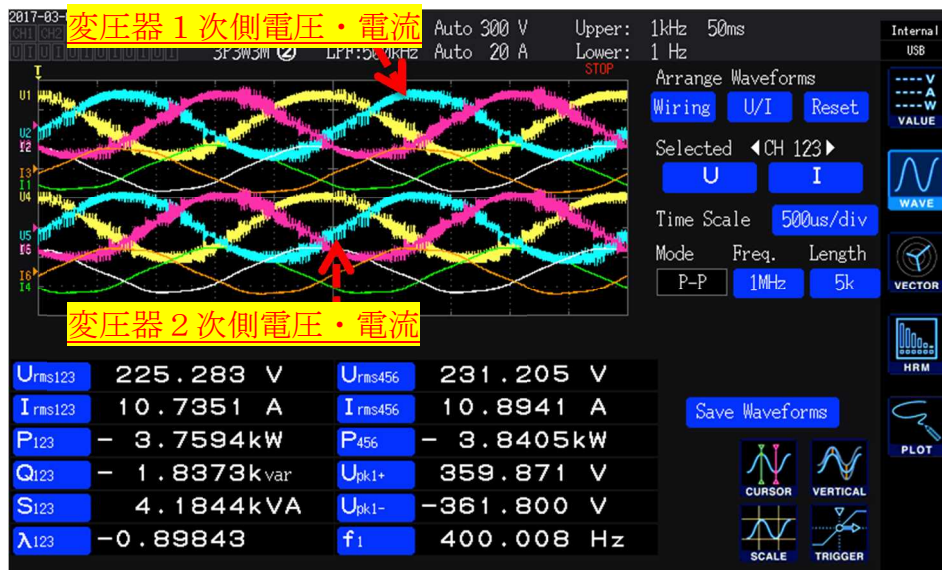 2017-03-
変圧器１次側電圧・電流
Auto 300 V Upper: 1kHz 50ms
CH1 CH2
3P3W3M ② LPF:500kHz Auto 20 A Lower: 1 Hz
Internal
USB
STOP
U1
U2
I2
I3
I1
U4
U5
I6
I4
Arrange Waveforms
Wiring U/I Reset
Selected ◀CH 123▶
U I
Time Scale 500us/div
Mode Freq. Length
P-P 1MHz 5k
V
A
W
VALUE
WAVE
VECTOR
HRM
PLOT
変圧器２次側電圧・電流
Urms123 225.283 V Urms456 231.205 V
Irms123 10.7351 A Irms456 10.8941 A
P123 - 3.7594kW P456 - 3.8405kW
Q123 - 1.8373kvar Upk1+ 359.871 V
S123 4.1844kVA Upk1- -361.800 V
λ123 -0.89843 f1 400.008 Hz
Save Waveforms
CURSOR VERTICAL
SCALE TRIGGER